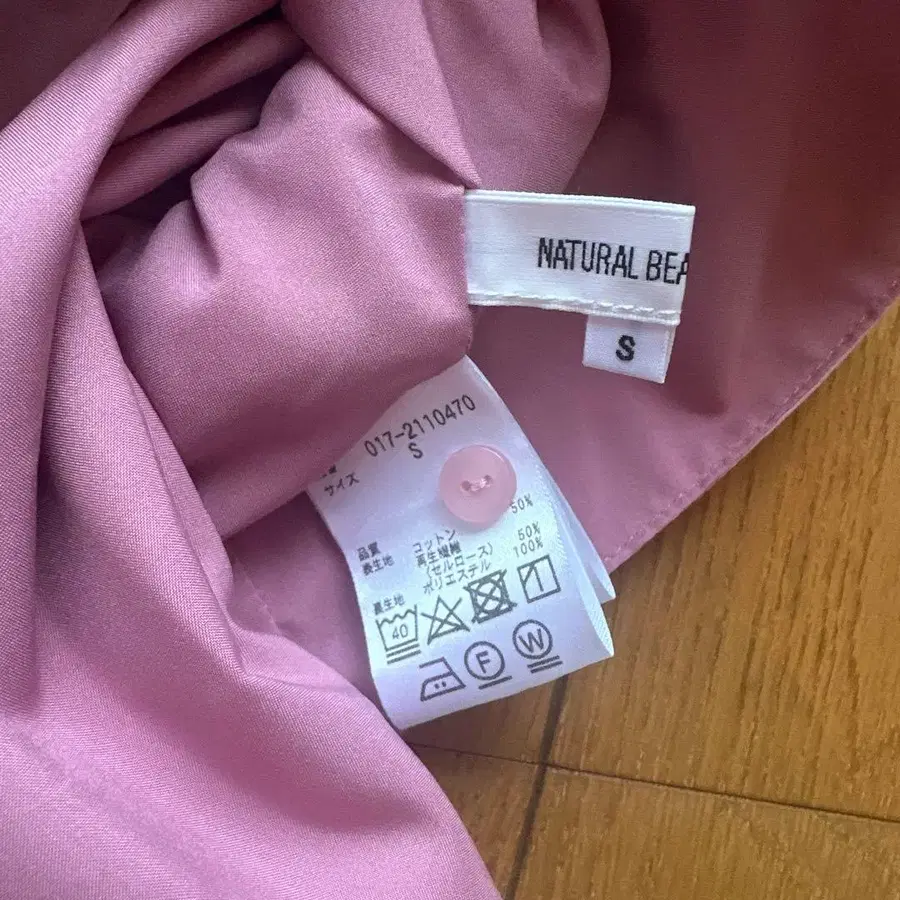 NATURAL BEA
S
017-2110470
サイズ S
50%
品質 コットン 50%
表生地 再生繊維 100%
(セルロース)
裏生地 ポリエステル
40
F W